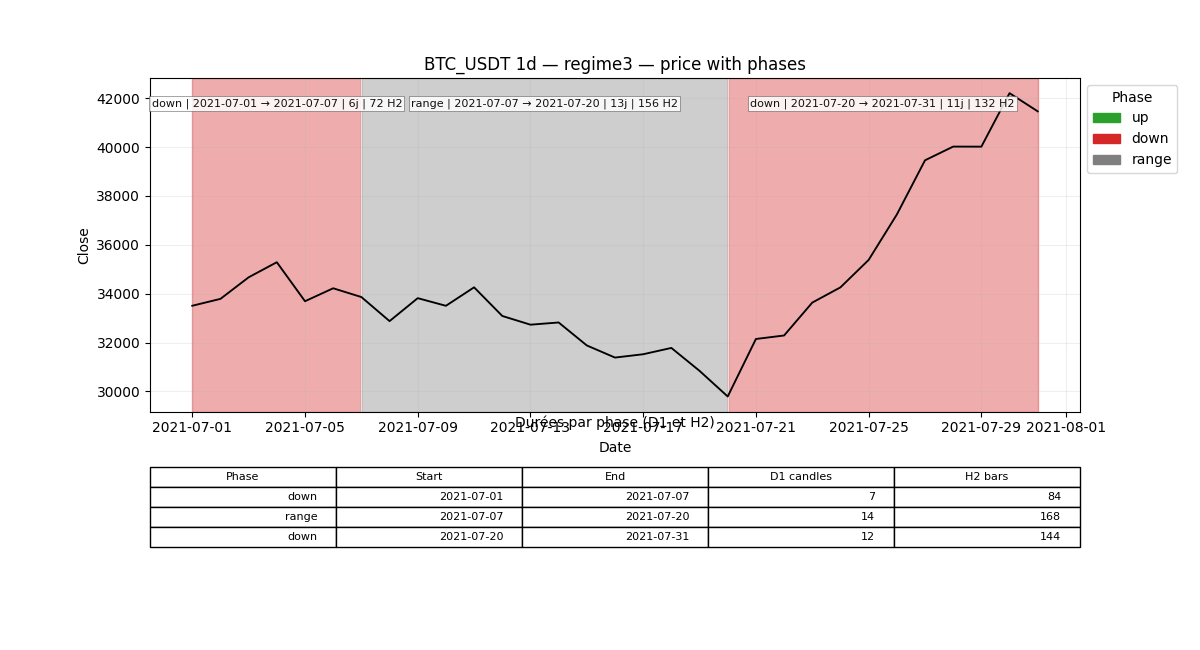 BTC_USDT 1d — regime3 — price with phases
down | 2021-07-01 → 2021-07-07 | 6j | 72 H2
range | 2021-07-07 → 2021-07-20 | 13j | 156 H2
down | 2021-07-20 → 2021-07-31 | 11j | 132 H2
Phase
up
down
range
Close
42000
40000
38000
36000
34000
32000
30000
Durées par phase (D1 et H2)
2021-07-01 2021-07-05 2021-07-09 2021-07-13 2021-07-17 2021-07-21 2021-07-25 2021-07-29 2021-08-01
Date
Phase Start End D1 candles H2 bars
down 2021-07-01 2021-07-07 7 84
range 2021-07-07 2021-07-20 14 168
down 2021-07-20 2021-07-31 12 144